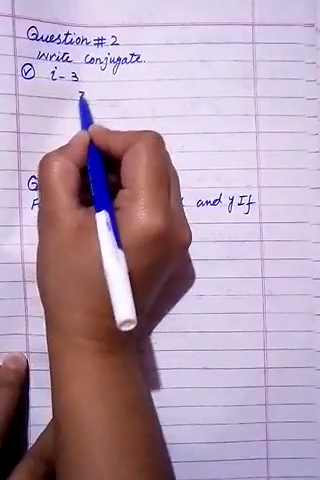 Question # 2
write conjugate.
(v) i - 3
and y If